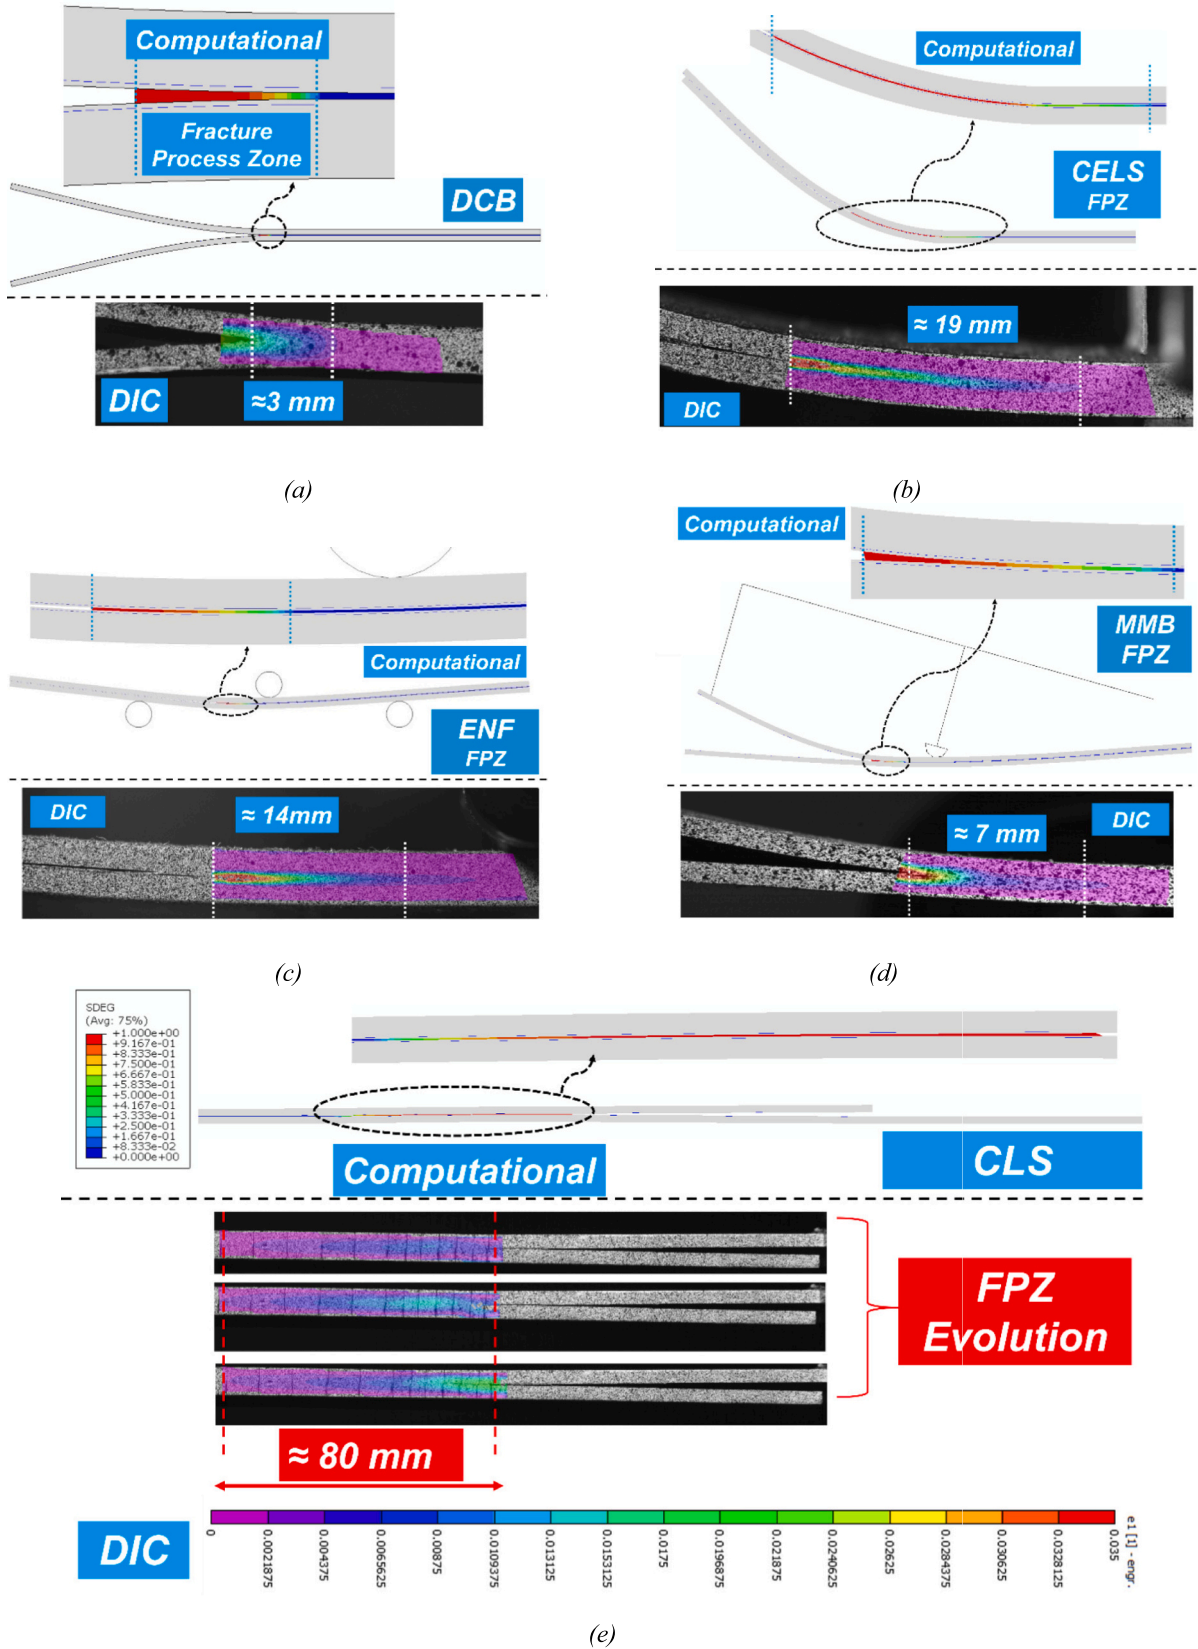 Computational
Fracture
Process Zone
DCB
DIC
≈3 mm
(a)
Computational
CELS
FPZ
≈ 19 mm
DIC
(b)
Computational
ENF
FPZ
DIC
≈ 14mm
(c)
Computational
MMB
FPZ
≈ 7 mm
DIC
(d)
SDEG
(Avg: 75%)
+1.000e+00
+9.167e-01
+8.333e-01
+7.500e-01
+6.667e-01
+5.833e-01
+5.000e-01
+4.167e-01
+3.333e-01
+2.500e-01
+1.667e-01
+8.333e-02
+0.000e+00
Computational
CLS
FPZ
Evolution
≈ 80 mm
DIC
0
0.0021875
0.004375
0.0065625
0.00875
0.0109375
0.013125
0.0153125
0.0175
0.0196875
0.021875
0.0240625
0.02625
0.0284375
0.030625
0.0328125
0.035
e1 [1] - engr.
(e)